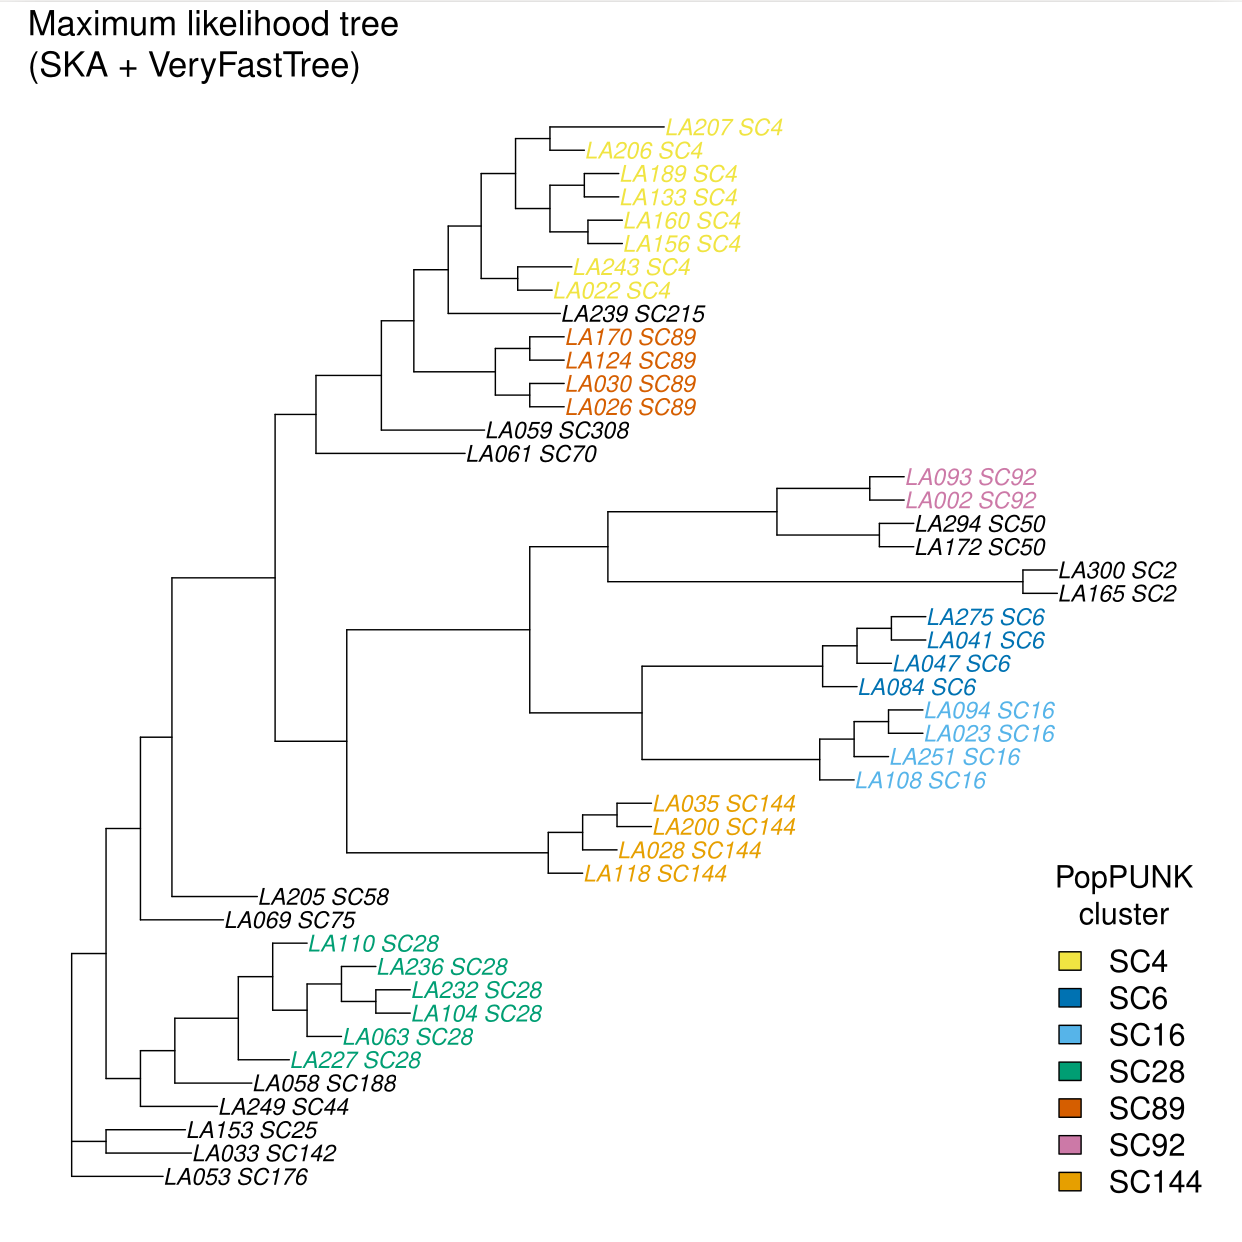 Maximum likelihood tree
(SKA + VeryFastTree)
LA207 SC4
LA206 SC4
LA189 SC4
LA133 SC4
LA160 SC4
LA156 SC4
LA243 SC4
LA022 SC4
LA239 SC215
LA170 SC89
LA124 SC89
LA030 SC89
LA026 SC89
LA059 SC308
LA061 SC70
LA093 SC92
LA002 SC92
LA294 SC50
LA172 SC50
LA300 SC2
LA165 SC2
LA275 SC6
LA041 SC6
LA047 SC6
LA084 SC6
LA094 SC16
LA023 SC16
LA251 SC16
LA108 SC16
LA035 SC144
LA200 SC144
LA028 SC144
LA118 SC144
LA205 SC58
LA069 SC75
LA110 SC28
LA236 SC28
LA232 SC28
LA104 SC28
LA063 SC28
LA227 SC28
LA058 SC188
LA249 SC44
LA153 SC25
LA033 SC142
LA053 SC176
PopPUNK
cluster
SC4
SC6
SC16
SC28
SC89
SC92
SC144